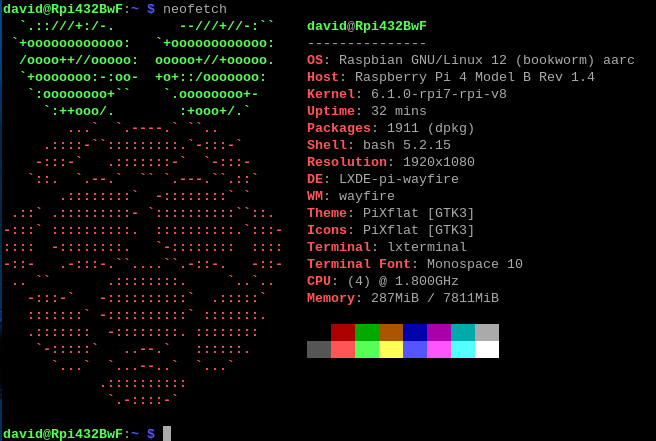 david@Rpi432BwF:~ $ neofetch
david@Rpi432BwF
---------------
OS: Raspbian GNU/Linux 12 (bookworm) aarc
Host: Raspberry Pi 4 Model B Rev 1.4
Kernel: 6.1.0-rpi7-rpi-v8
Uptime: 32 mins
Packages: 1911 (dpkg)
Shell: bash 5.2.15
Resolution: 1920x1080
DE: LXDE-pi-wayfire
WM: wayfire
Theme: PiXflat [GTK3]
Icons: PiXflat [GTK3]
Terminal: lxterminal
Terminal Font: Monospace 10
CPU: (4) @ 1.800GHz
Memory: 287MiB / 7811MiB
david@Rpi432BwF:~ $